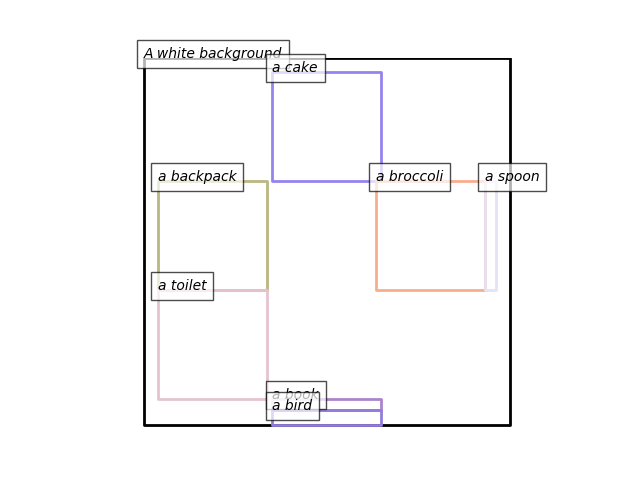 A white background
a cake
a backpack
a broccoli
a spoon
a toilet
a book
a bird